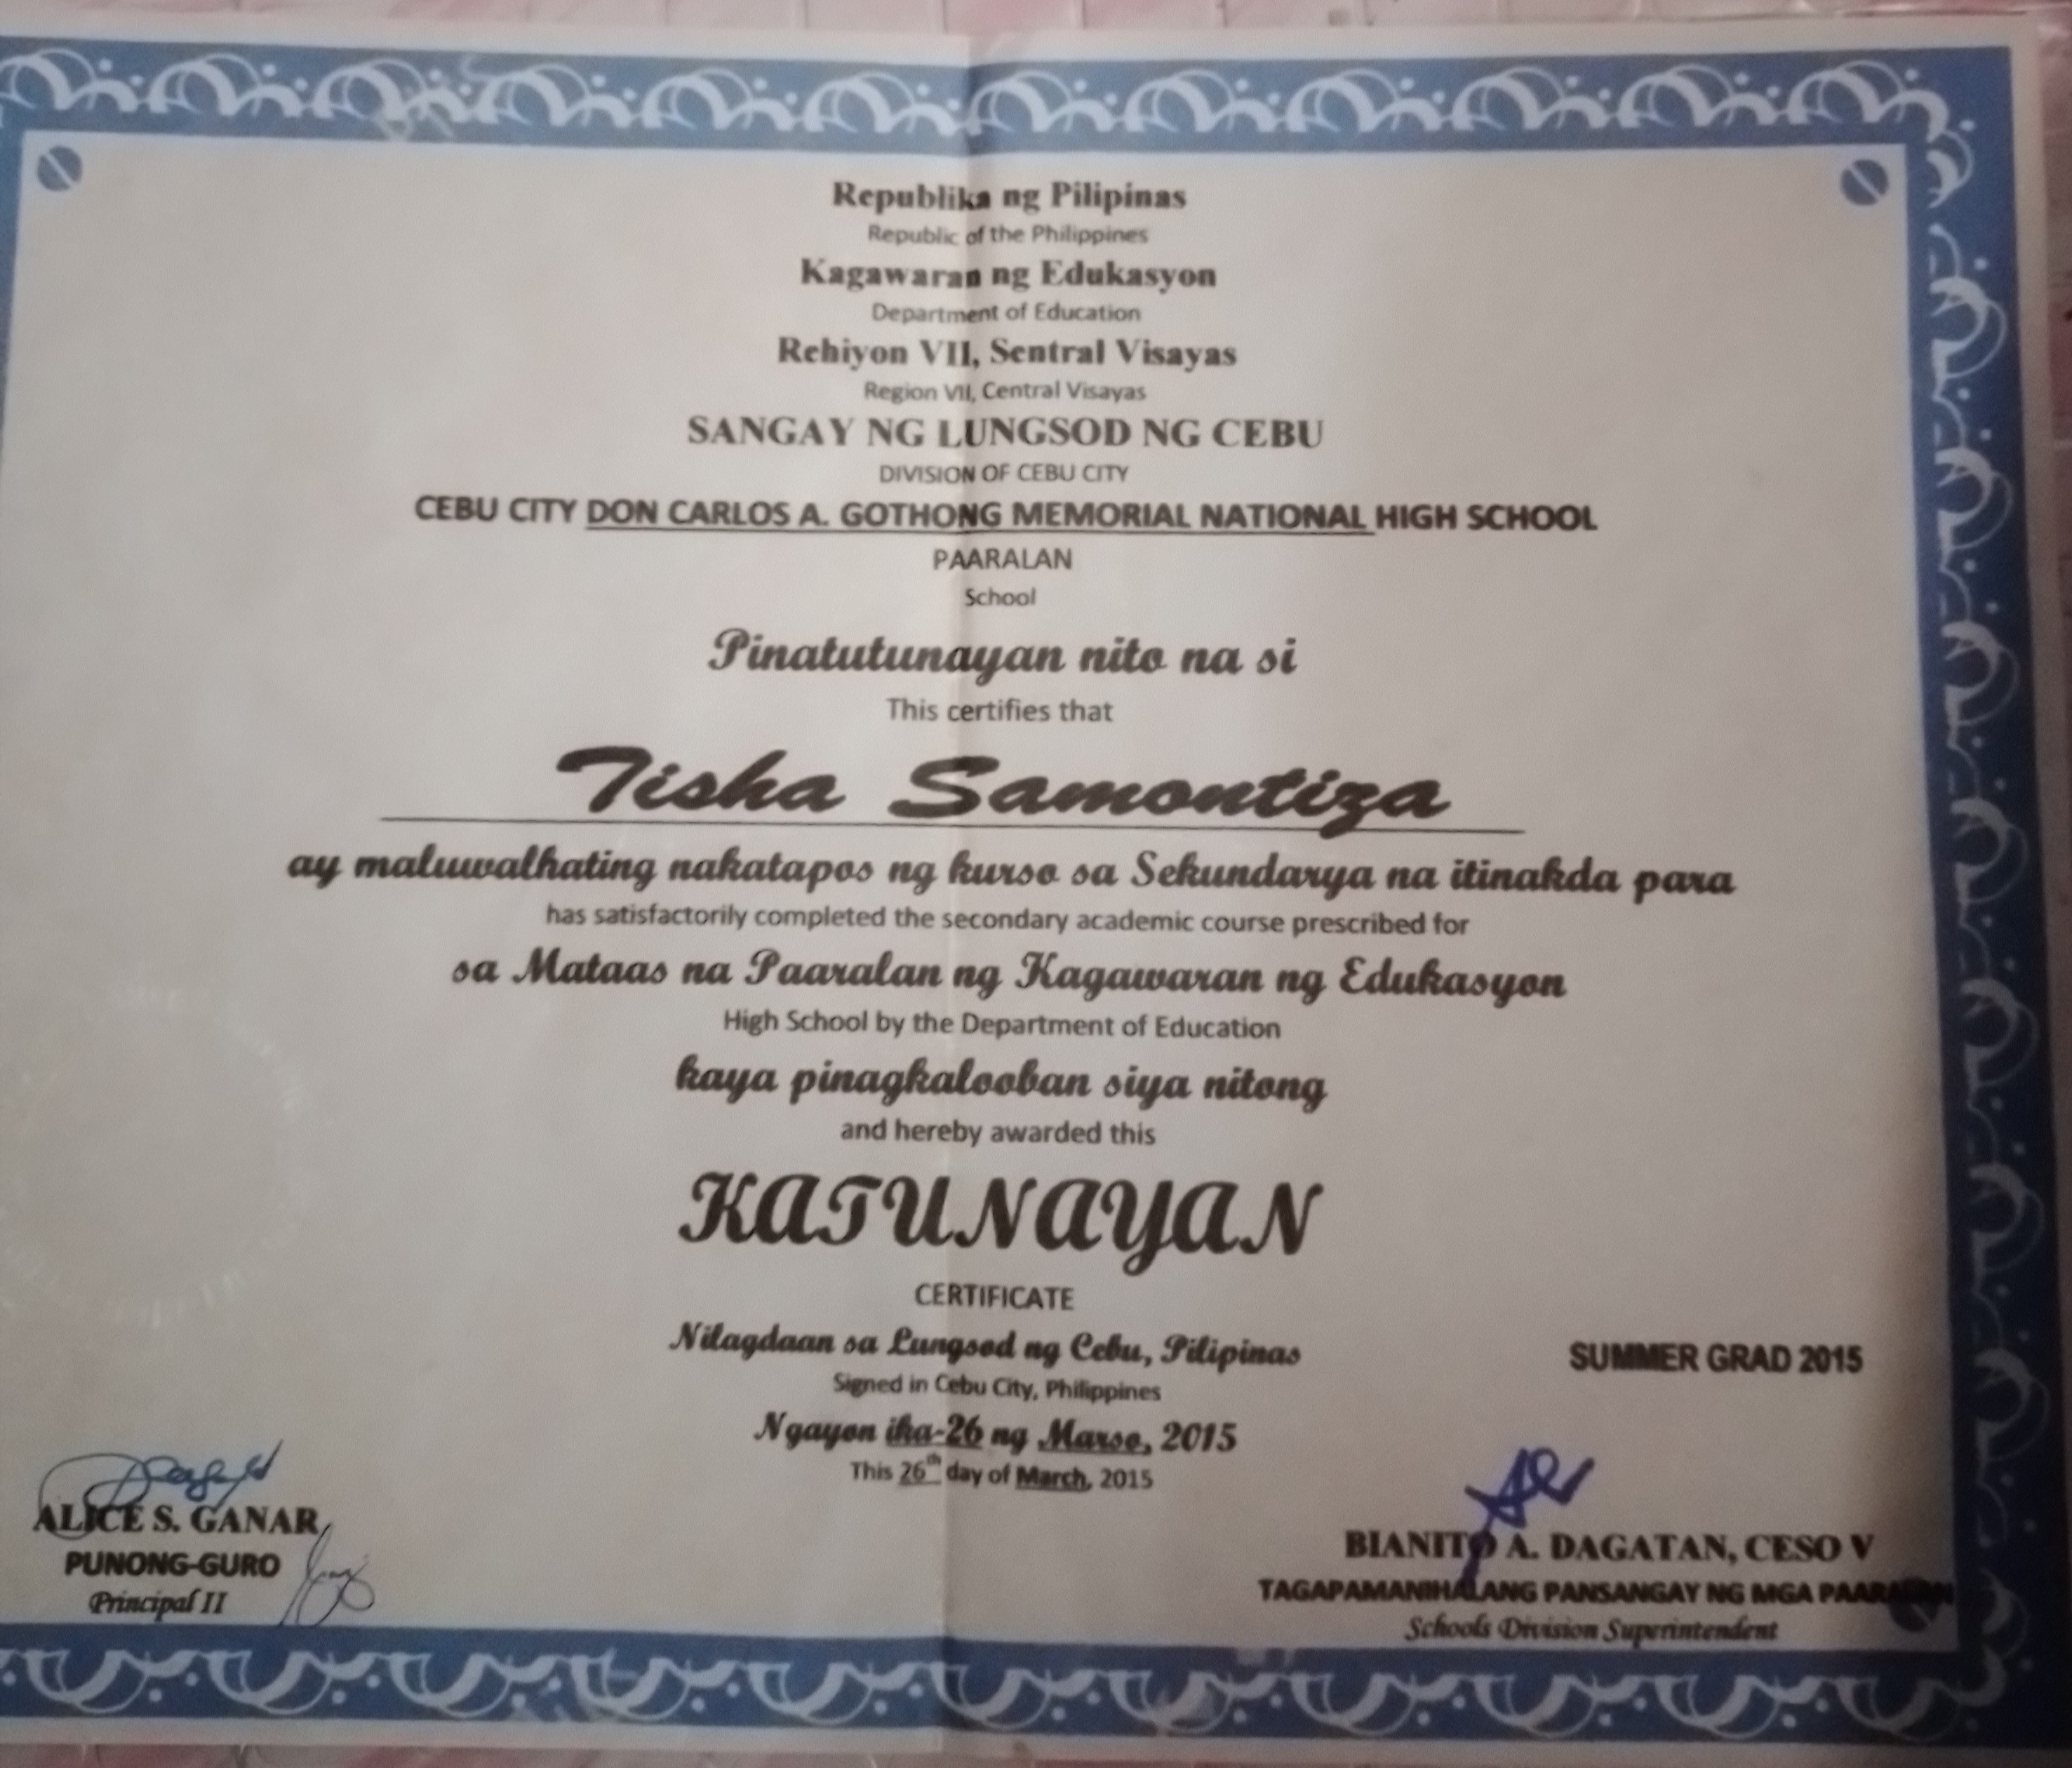 Republika ng Pilipinas
Republic of the Philippines
Kagawaran ng Edukasyon
Department of Education
Rehiyon VII, Sentral Visayas
Region VII, Central Visayas
SANGAY NG LUNGSOD NG CEBU
DIVISION OF CEBU CITY
CEBU CITY DON CARLOS A. GOTHONG MEMORIAL NATIONAL HIGH SCHOOL
PAARALAN
School
Pinatutunayan nito na si
This certifies that
Tisha Samontiza
ay maluwalhating nakatapos ng kurso sa Sekundarya na itinakda para
has satisfactorily completed the secondary academic course prescribed for
sa Mataas na Paaralan ng Kagawaran ng Edukasyon
High School by the Department of Education
kaya pinagkalooban siya nitong
and hereby awarded this
KATUNAYAN
CERTIFICATE
Nilagdaan sa Lungsod ng Cebu, Pilipinas
SUMMER GRAD 2015
Signed in Cebu City, Philippines
Ngayon ika-26 ng Marso, 2015
This 26th day of March, 2015
ALICE S. GANAR
PUNONG-GURO
Principal II
BIANITO A. DAGATAN, CESO V
TAGAPAMANIHALANG PANSANGAY NG MGA PAARALAN
Schools Division Superintendent